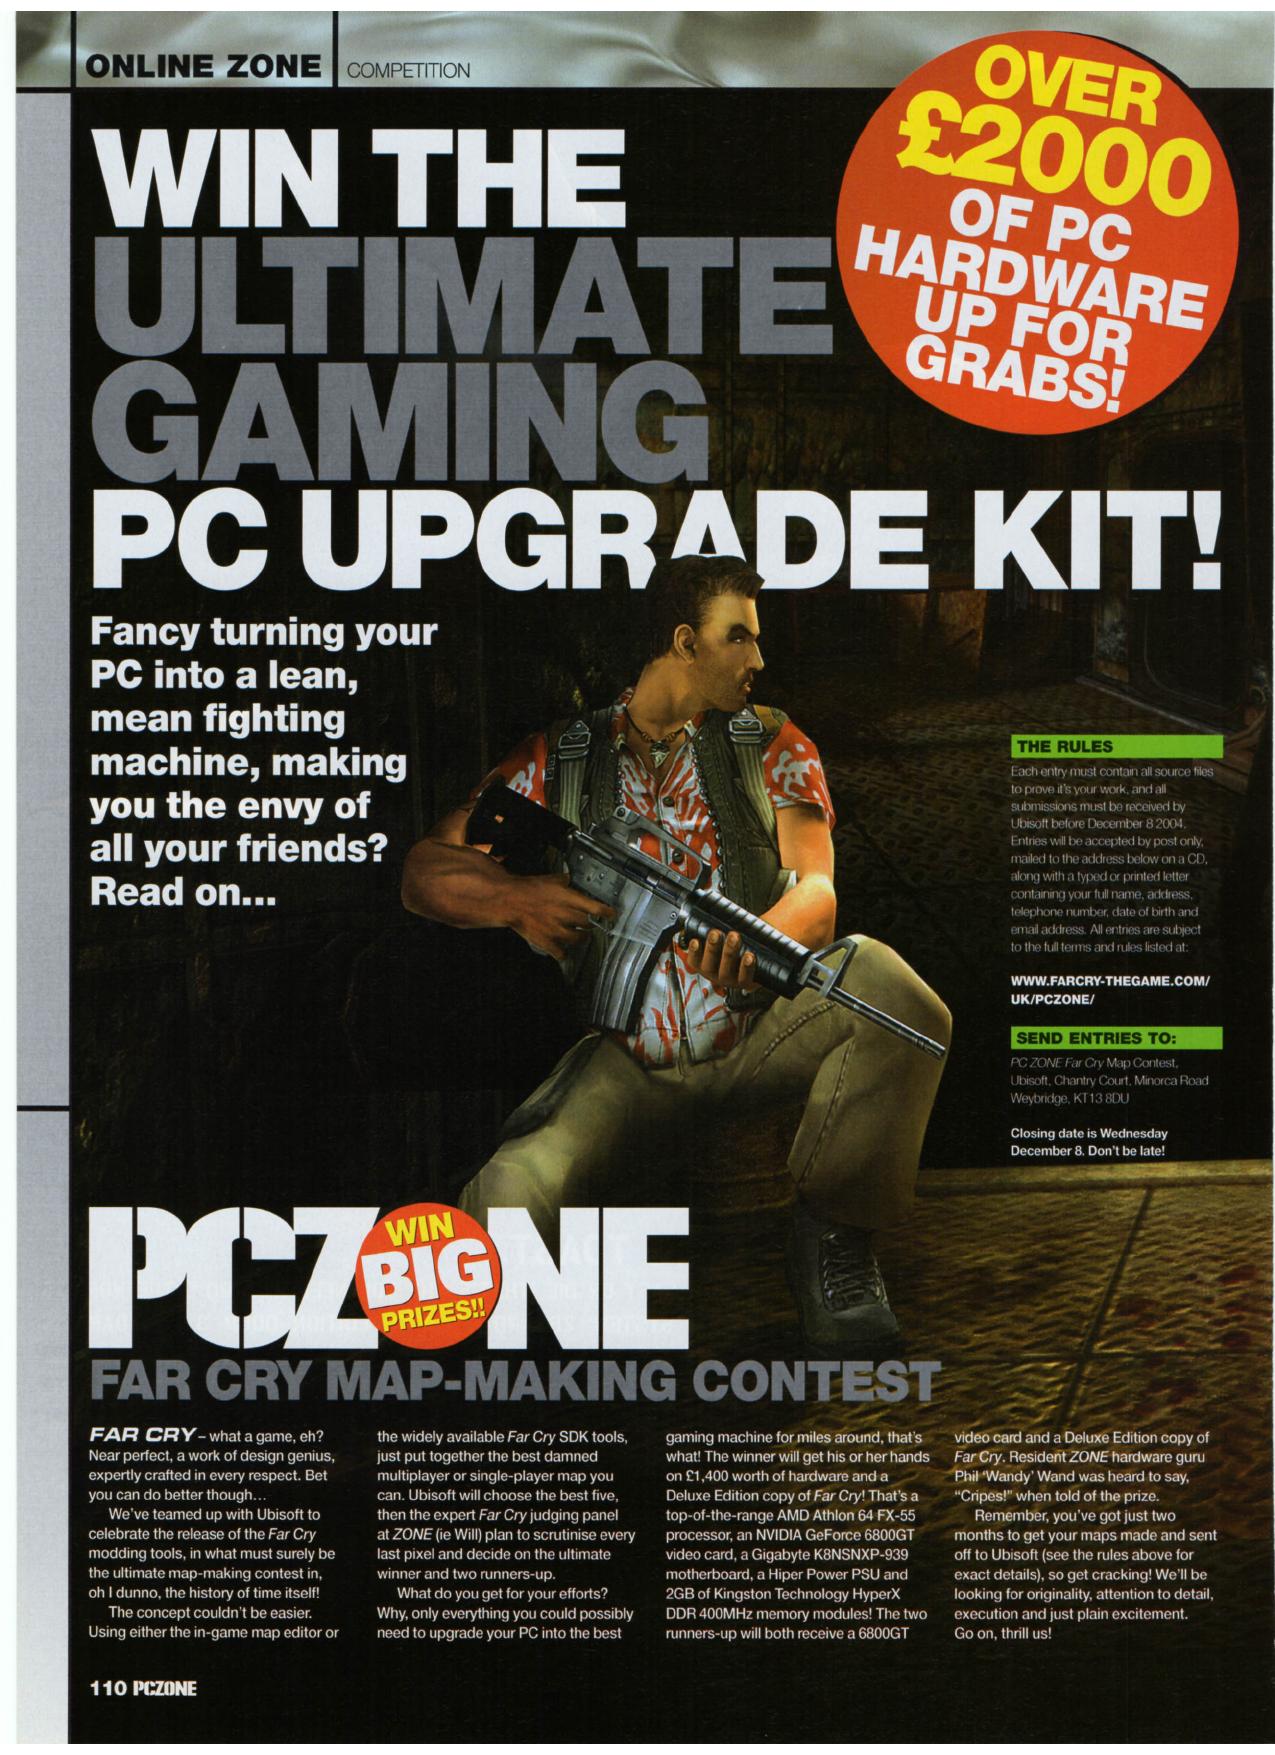 ONLINE ZONE COMPETITION
OVER
£2000
OF PC
HARDWARE
UP FOR
GRABS!
WIN THE
ULTIMATE
GAMING
PC UPGRADE KIT!
Fancy turning your
PC into a lean,
mean fighting
machine, making
you the envy of
all your friends?
Read on...
THE RULES
Each entry must contain all source files
to prove it's your work, and all
submissions must be received by
Ubisoft before December 8 2004.
Entries will be accepted by post only,
mailed to the address below on a CD,
along with a typed or printed letter
containing your full name, address,
telephone number, date of birth and
email address. All entries are subject
to the full terms and rules listed at:
WWW.FARCRY-THEGAME.COM/
UK/PCZONE/
SEND ENTRIES TO:
PC ZONE Far Cry Map Contest,
Ubisoft, Chantry Court, Minorca Road
Weybridge, KT13 8DU
Closing date is Wednesday
December 8. Don't be late!
PCZONE
WIN
BIG
PRIZES!!
FAR CRY MAP-MAKING CONTEST
FAR CRY – what a game, eh?
Near perfect, a work of design genius,
expertly crafted in every respect. Bet
you can do better though...
We've teamed up with Ubisoft to
celebrate the release of the Far Cry
modding tools, in what must surely be
the ultimate map-making contest in,
oh I dunno, the history of time itself!
The concept couldn't be easier.
Using either the in-game map editor or
the widely available Far Cry SDK tools,
just put together the best damned
multiplayer or single-player map you
can. Ubisoft will choose the best five,
then the expert Far Cry judging panel
at ZONE (ie Will) plan to scrutinise every
last pixel and decide on the ultimate
winner and two runners-up.
What do you get for your efforts?
Why, only everything you could possibly
need to upgrade your PC into the best
gaming machine for miles around, that's
what! The winner will get his or her hands
on £1,400 worth of hardware and a
Deluxe Edition copy of Far Cry! That's a
top-of-the-range AMD Athlon 64 FX-55
processor, an NVIDIA GeForce 6800GT
video card, a Gigabyte K8NSNXP-939
motherboard, a Hiper Power PSU and
2GB of Kingston Technology HyperX
DDR 400MHz memory modules! The two
runners-up will both receive a 6800GT
video card and a Deluxe Edition copy of
Far Cry. Resident ZONE hardware guru
Phil 'Wandy' Wand was heard to say,
"Cripes!" when told of the prize.
Remember, you've got just two
months to get your maps made and sent
off to Ubisoft (see the rules above for
exact details), so get cracking! We'll be
looking for originality, attention to detail,
execution and just plain excitement.
Go on, thrill us!
110 PCZONE